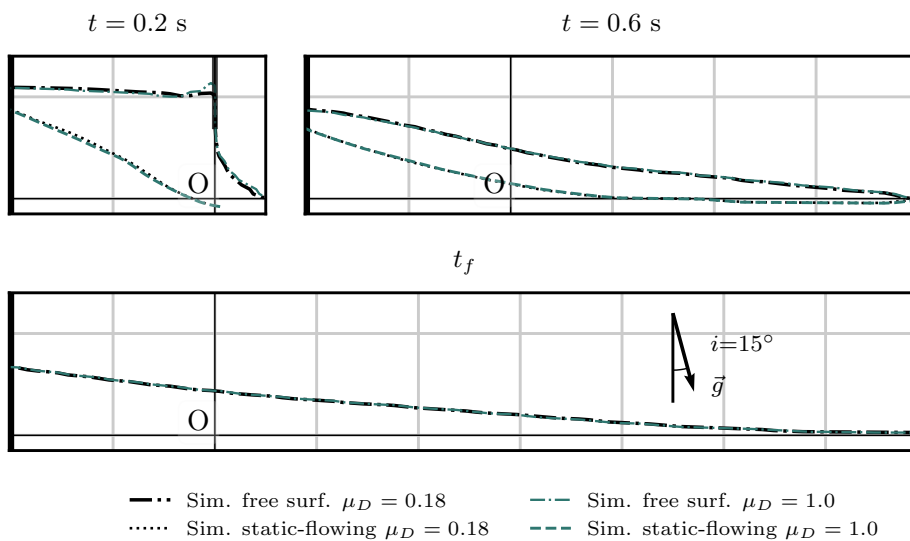 t = 0.2 s
t = 0.6 s
O
O
t_f
i=15°
g⃗
O
Sim. free surf. μ_D = 0.18
Sim. free surf. μ_D = 1.0
Sim. static-flowing μ_D = 0.18
Sim. static-flowing μ_D = 1.0